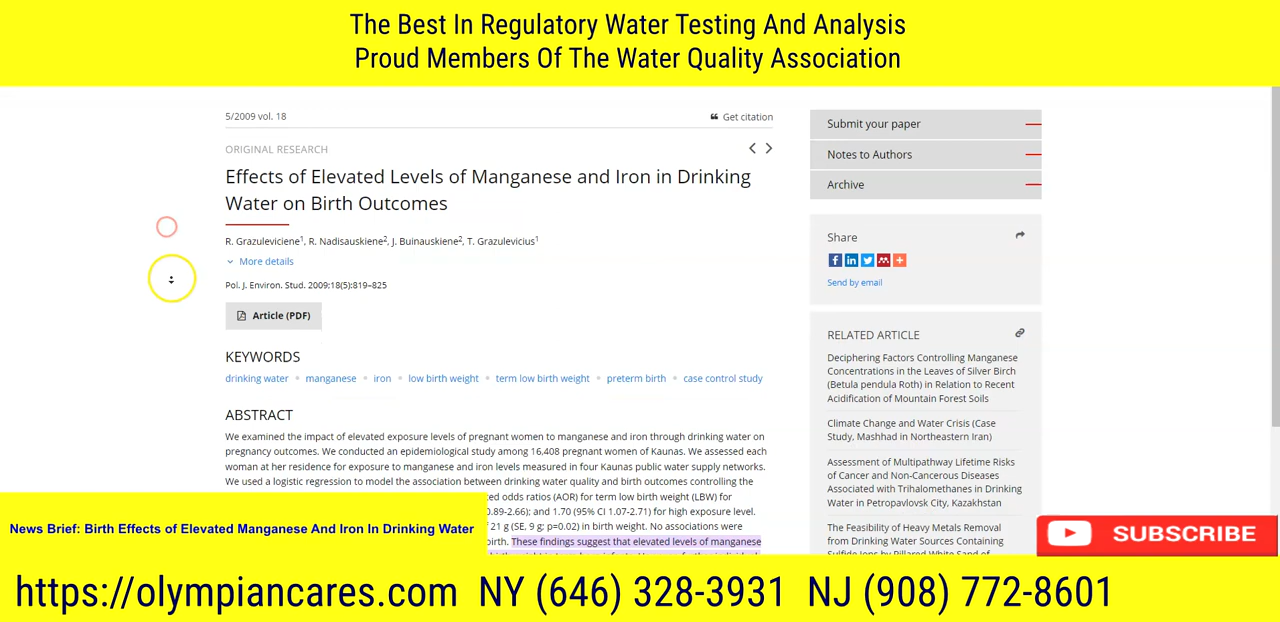 The Best In Regulatory Water Testing And Analysis
Proud Members Of The Water Quality Association
5/2009 vol. 18
Get citation
ORIGINAL RESEARCH
Effects of Elevated Levels of Manganese and Iron in Drinking
Water on Birth Outcomes
R. Grazuleviciene1, R. Nadisauskiene2, J. Buinauskiene2, T. Grazulevicius1
More details
Pol. J. Environ. Stud. 2009;18(5):819–825
Article (PDF)
KEYWORDS
drinking water • manganese • iron • low birth weight • term low birth weight • preterm birth • case control study
ABSTRACT
We examined the impact of elevated exposure levels of pregnant women to manganese and iron through drinking water on
pregnancy outcomes. We conducted an epidemiological study among 16,408 pregnant women of Kaunas. We assessed each
woman at her residence for exposure to manganese and iron levels measured in four Kaunas public water supply networks.
We used a logistic regression to model the association between drinking water quality and birth outcomes controlling the
ted odds ratios (AOR) for term low birth weight (LBW) for
0.89-2.66); and 1.70 (95% CI 1.07-2.71) for high exposure level.
f 21 g (SE, 9 g; p=0.02) in birth weight. No associations were
birth. These findings suggest that elevated levels of manganese
Submit your paper
Notes to Authors
Archive
Share
Send by email
RELATED ARTICLE
Deciphering Factors Controlling Manganese
Concentrations in the Leaves of Silver Birch
(Betula pendula Roth) in Relation to Recent
Acidification of Mountain Forest Soils
Climate Change and Water Crisis (Case
Study, Mashhad in Northeastern Iran)
Assessment of Multipathway Lifetime Risks
of Cancer and Non-Cancerous Diseases
Associated with Trihalomethanes in Drinking
Water in Petropavlovsk City, Kazakhstan
The Feasibility of Heavy Metals Removal
from Drinking Water Sources Containing
Sulfide Ions by Pillared White Sand of
News Brief: Birth Effects of Elevated Manganese And Iron In Drinking Water
SUBSCRIBE
https://olympiancares.com NY (646) 328-3931 NJ (908) 772-8601